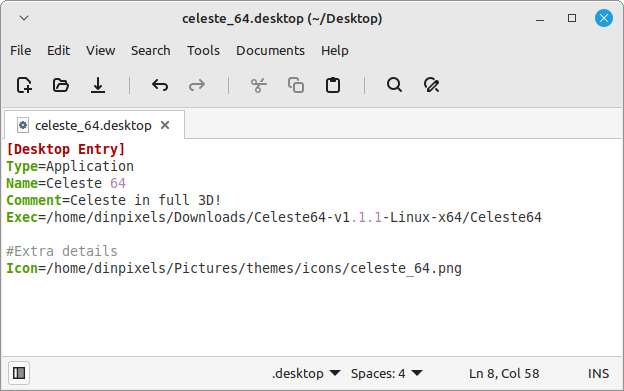 celeste_64.desktop (~/Desktop)
File Edit View Search Tools Documents Help
celeste_64.desktop
[Desktop Entry]
Type=Application
Name=Celeste 64
Comment=Celeste in full 3D!
Exec=/home/dinpixels/Downloads/Celeste64-v1.1.1-Linux-x64/Celeste64
#Extra details
Icon=/home/dinpixels/Pictures/themes/icons/celeste_64.png
.desktop Spaces: 4 Ln 8, Col 58 INS